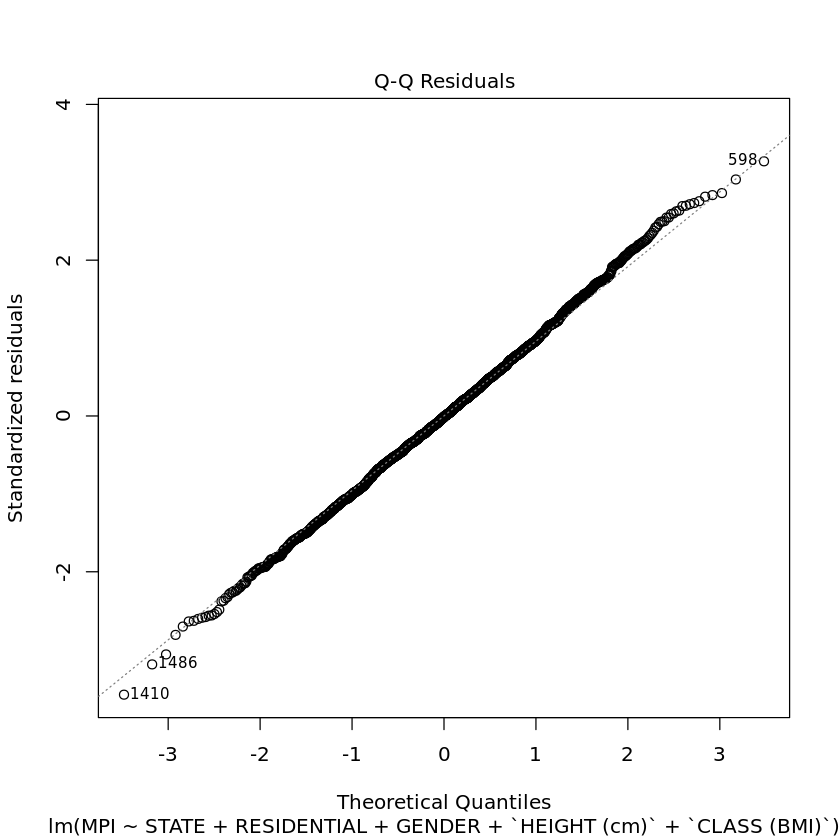 Q-Q Residuals
4
2
0
-2
Standardized residuals
598
1486
1410
-3 -2 -1 0 1 2 3
Theoretical Quantiles
lm(MPI ~ STATE + RESIDENTIAL + GENDER + `HEIGHT (cm)` + `CLASS (BMI)`)